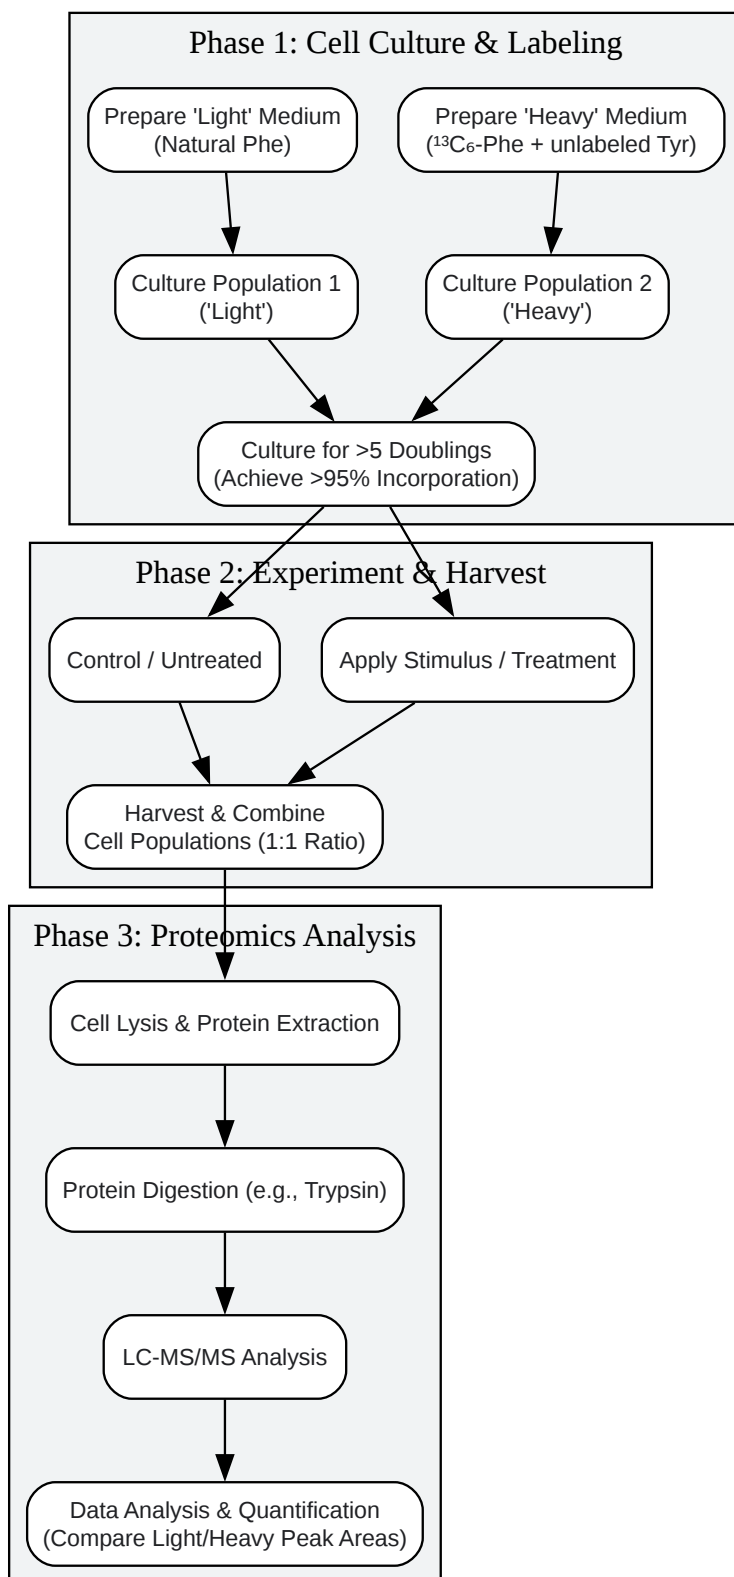 Phase 1: Cell Culture & Labeling
Prepare 'Light' Medium
(Natural Phe)
Prepare 'Heavy' Medium
(¹³C₆-Phe + unlabeled Tyr)
Culture Population 1
('Light')
Culture Population 2
('Heavy')
Culture for >5 Doublings
(Achieve >95% Incorporation)
Phase 2: Experiment & Harvest
Control / Untreated
Apply Stimulus / Treatment
Harvest & Combine
Cell Populations (1:1 Ratio)
Phase 3: Proteomics Analysis
Cell Lysis & Protein Extraction
Protein Digestion (e.g., Trypsin)
LC-MS/MS Analysis
Data Analysis & Quantification
(Compare Light/Heavy Peak Areas)